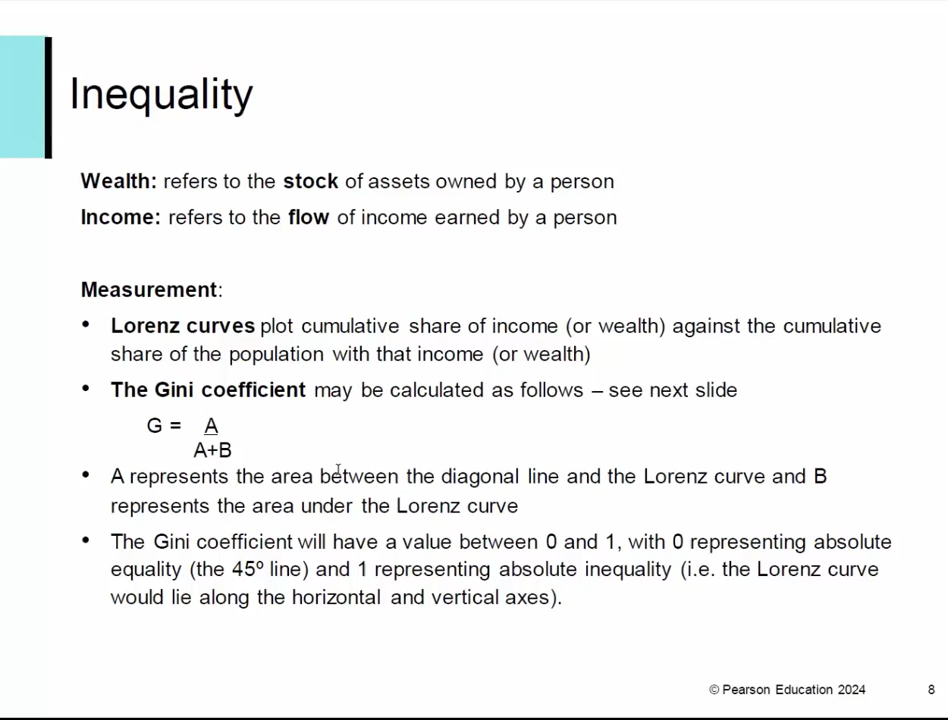 Inequality
Wealth: refers to the stock of assets owned by a person
Income: refers to the flow of income earned by a person
Measurement:
• Lorenz curves plot cumulative share of income (or wealth) against the cumulative
share of the population with that income (or wealth)
• The Gini coefficient may be calculated as follows – see next slide
G = A
A+B
• A represents the area between the diagonal line and the Lorenz curve and B
represents the area under the Lorenz curve
• The Gini coefficient will have a value between 0 and 1, with 0 representing absolute
equality (the 45º line) and 1 representing absolute inequality (i.e. the Lorenz curve
would lie along the horizontal and vertical axes).
© Pearson Education 2024 8